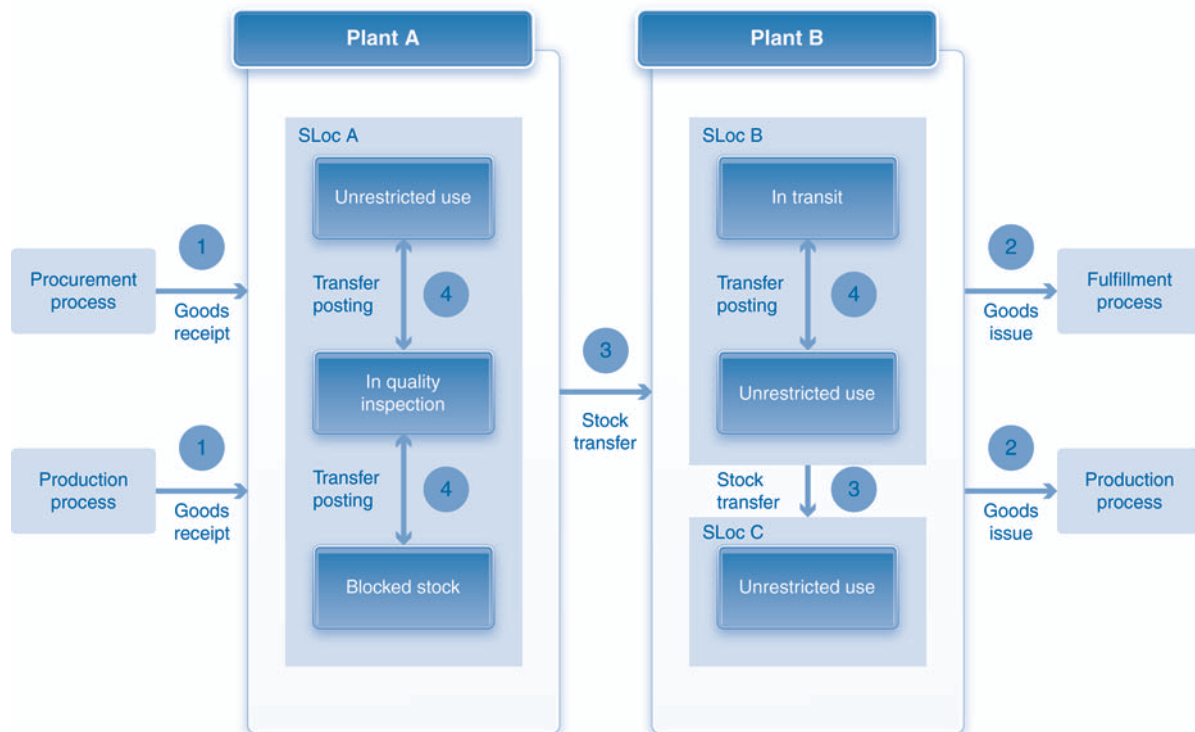 Plant A
Plant B
SLoc A
Unrestricted use
Transfer
posting
4
In quality
inspection
Transfer
posting
4
Blocked stock
SLoc B
In transit
Transfer
posting
4
Unrestricted use
Stock
transfer
3
SLoc C
Unrestricted use
Procurement
process
1
Goods
receipt
Production
process
1
Goods
receipt
3
Stock
transfer
2
Goods
issue
Fulfillment
process
2
Goods
issue
Production
process